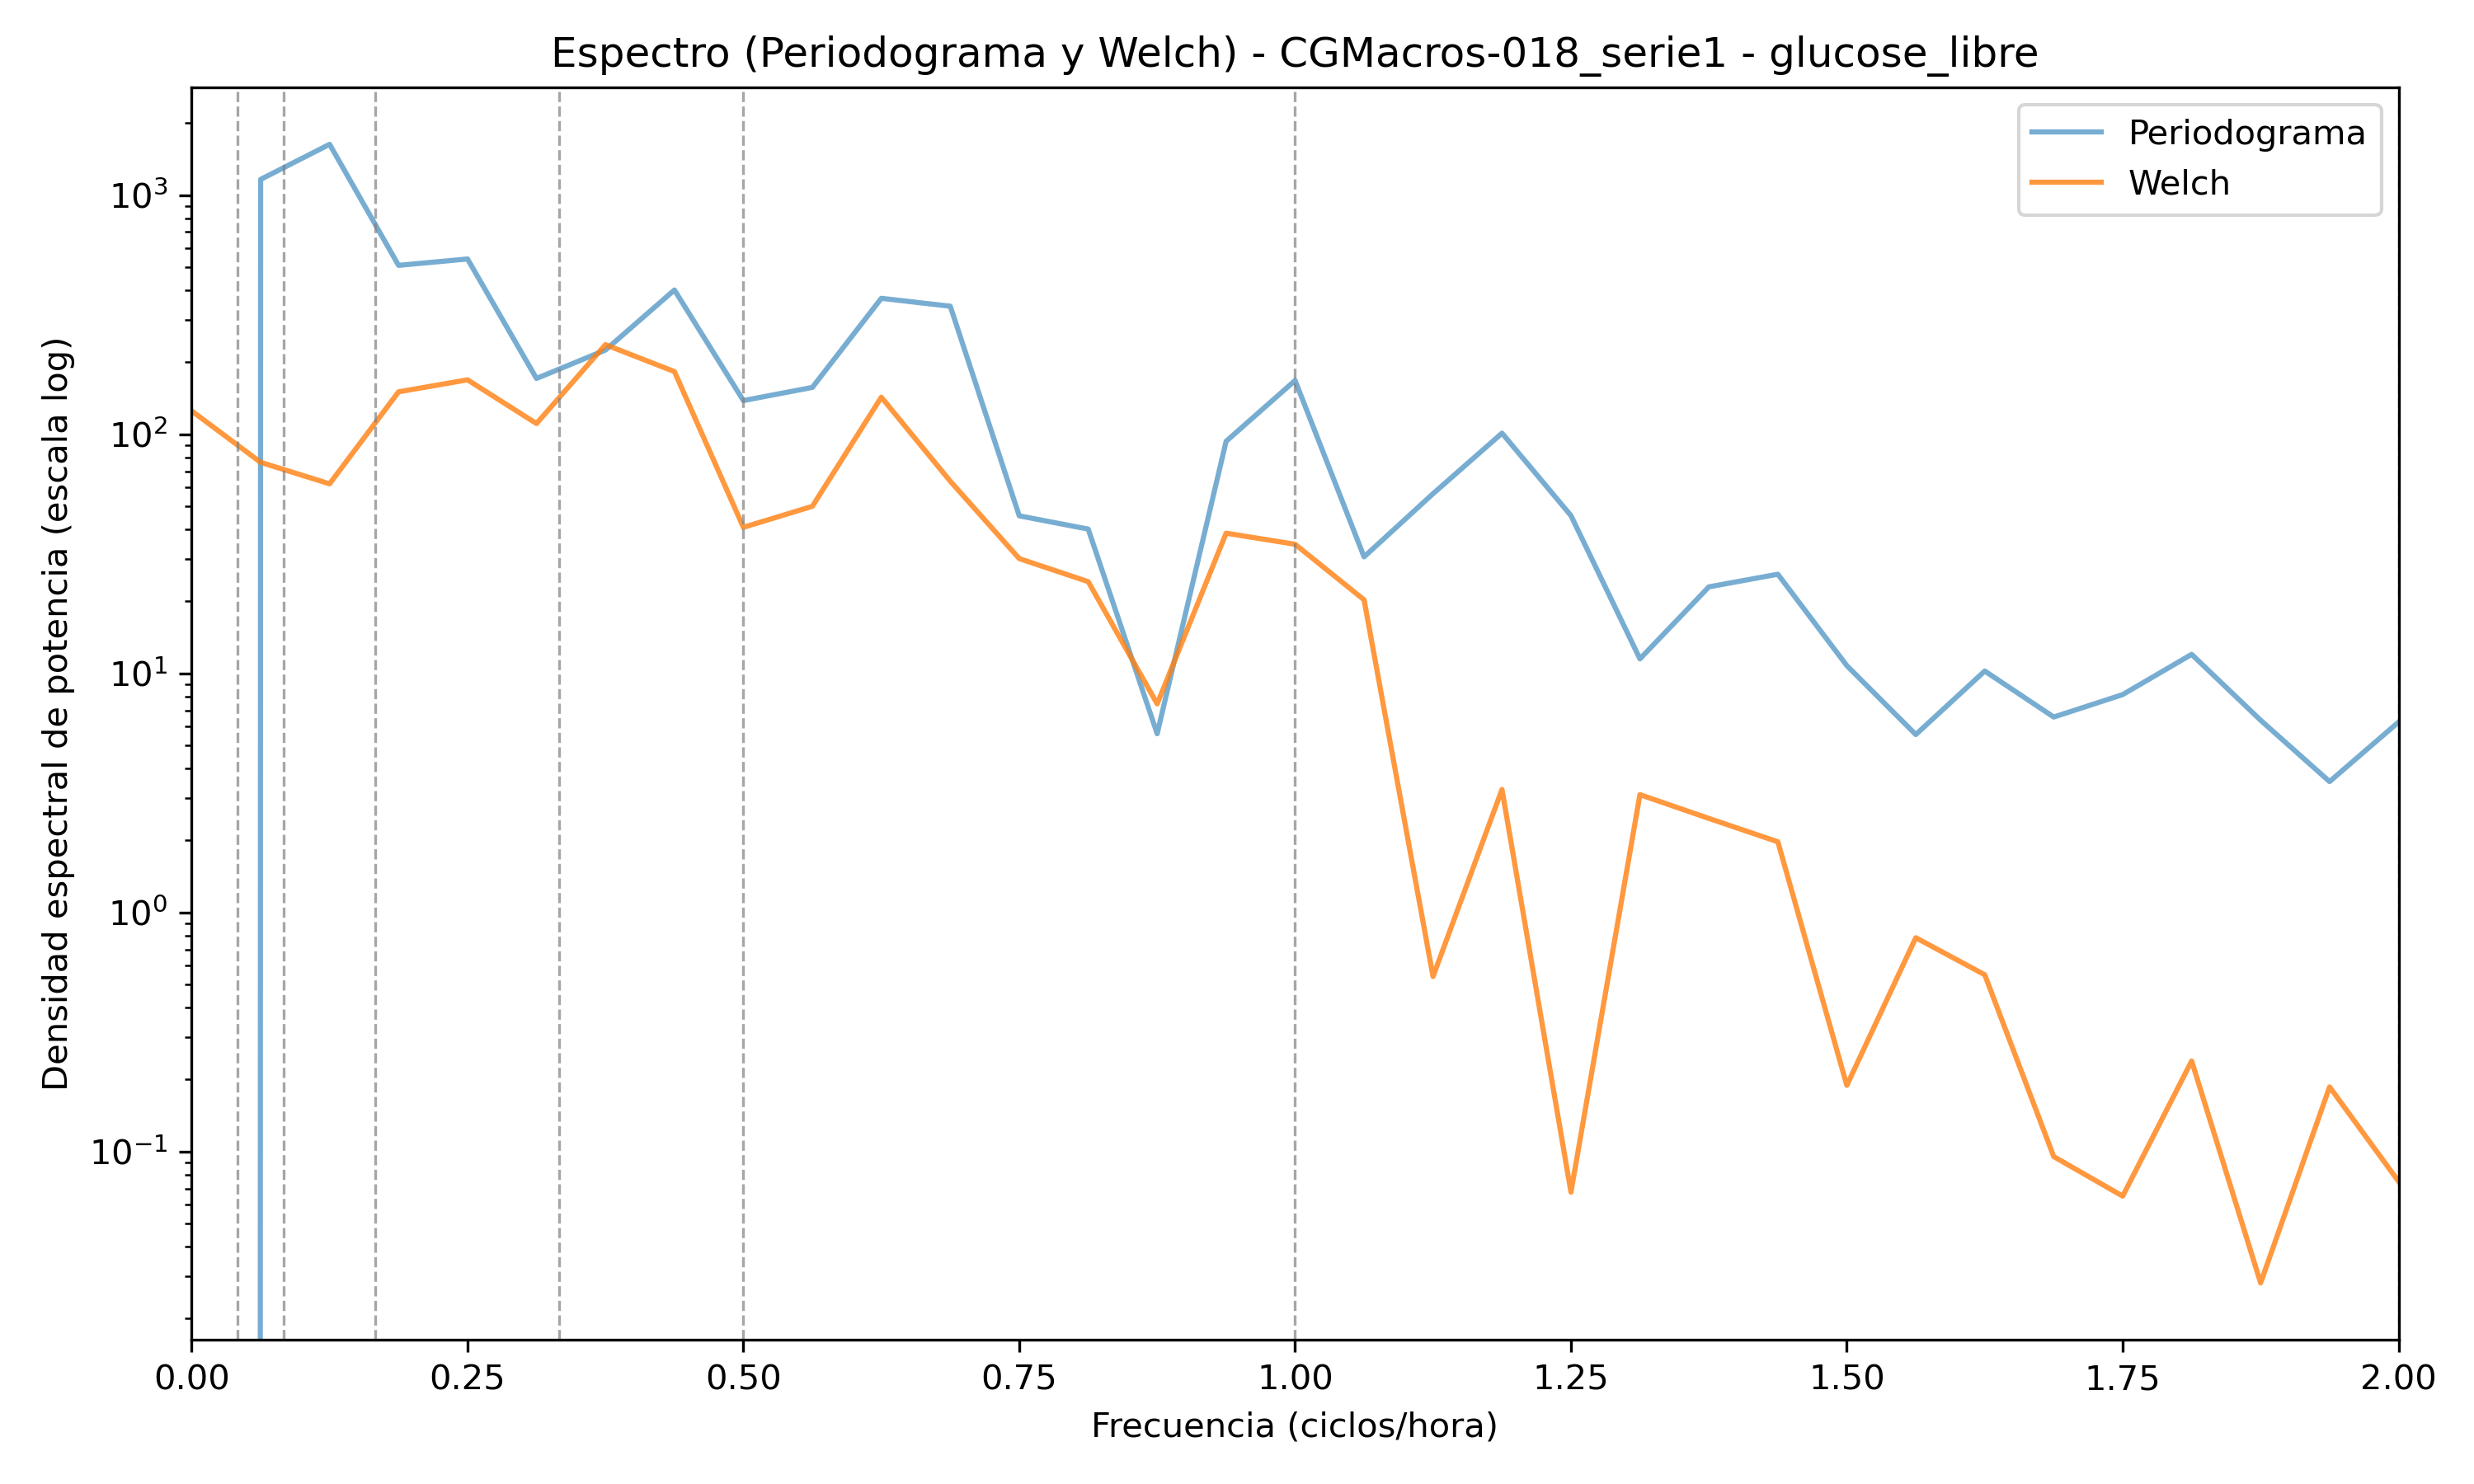 Espectro (Periodograma y Welch) - CGMacros-018_serie1 - glucose_libre
Periodograma
Welch
Densidad espectral de potencia (escala log)
10³
10²
10¹
10⁰
10⁻¹
0.00 0.25 0.50 0.75 1.00 1.25 1.50 1.75 2.00
Frecuencia (ciclos/hora)